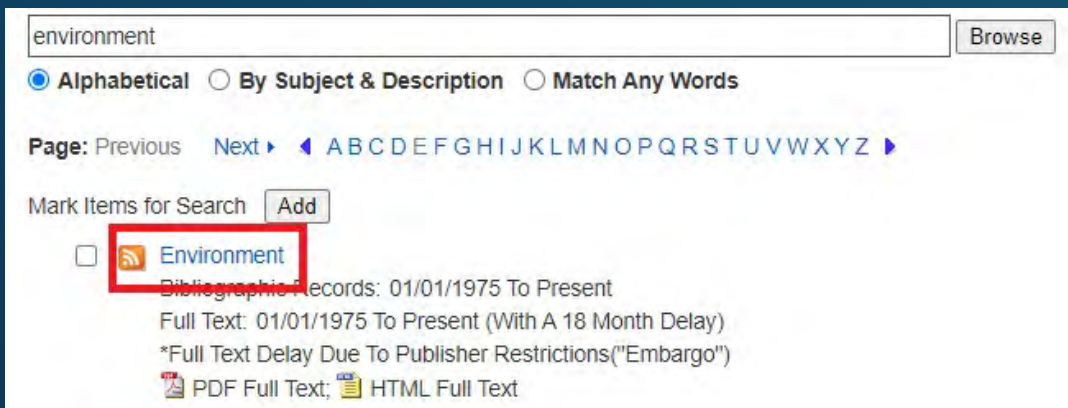 environment Browse
Alphabetical By Subject & Description Match Any Words
Page: Previous Next A B C D E F G H I J K L M N O P Q R S T U V W X Y Z
Mark Items for Search Add
Environment
Bibliographic Records: 01/01/1975 To Present
Full Text: 01/01/1975 To Present (With A 18 Month Delay)
*Full Text Delay Due To Publisher Restrictions("Embargo")
PDF Full Text; HTML Full Text